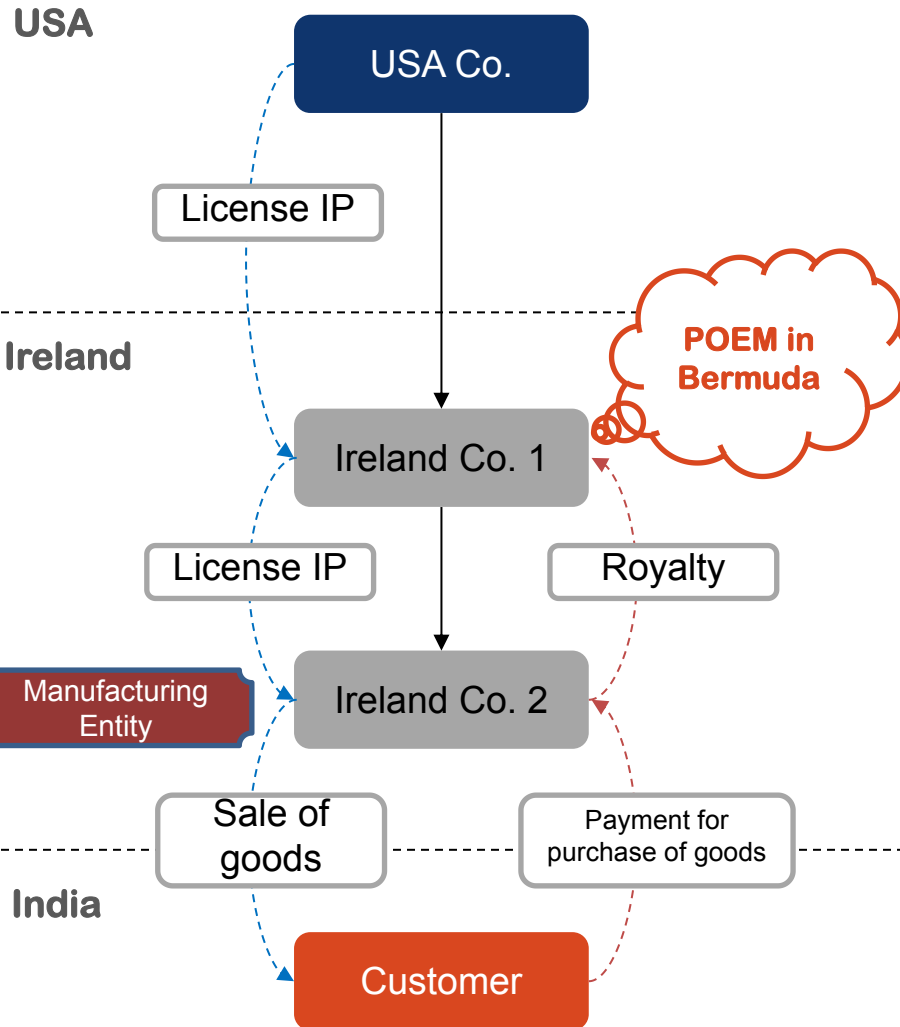 USA
USA Co.
License IP
Ireland
POEM in
Bermuda
Ireland Co. 1
License IP
Royalty
Manufacturing
Entity
Ireland Co. 2
Sale of
goods
Payment for
purchase of goods
India
Customer